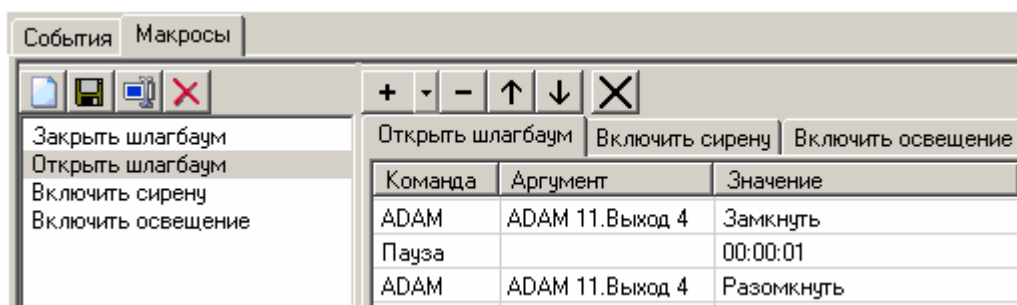 События Макросы
Закрыть шлагбаум
Открыть шлагбаум
Включить сирену
Включить освещение
Открыть шлагбаум Включить сирену Включить освещение
Команда Аргумент Значение
ADAM ADAM 11.Выход 4 Замкнуть
Пауза 00:00:01
ADAM ADAM 11.Выход 4 Разомкнуть